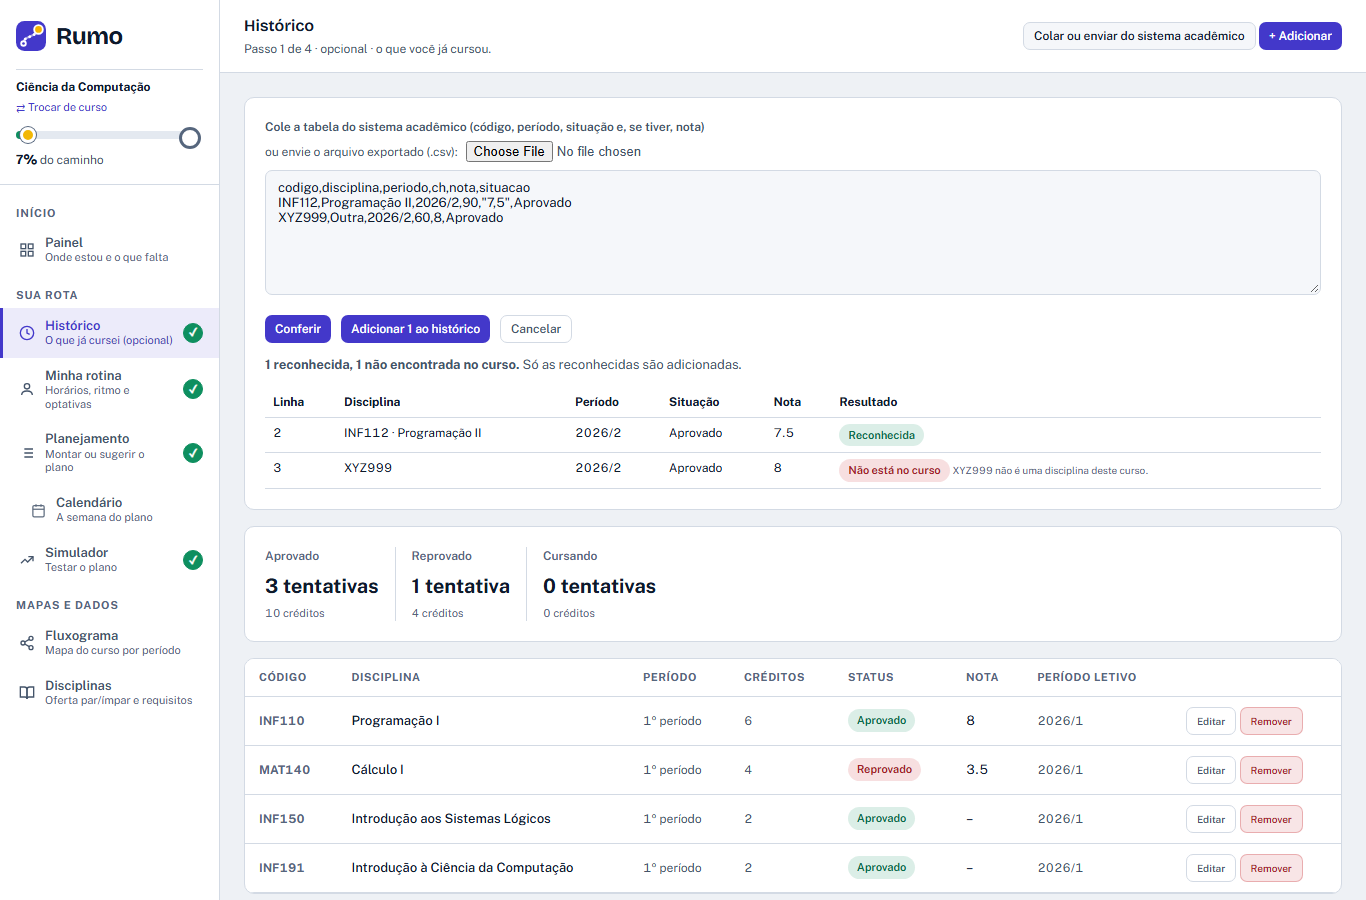 Rumo
Ciência da Computação
⇄ Trocar de curso
7% do caminho
INÍCIO
Painel
Onde estou e o que falta
SUA ROTA
Histórico
O que já cursei (opcional)
Minha rotina
Horários, ritmo e
optativas
Planejamento
Montar ou sugerir o
plano
Calendário
A semana do plano
Simulador
Testar o plano
MAPAS E DADOS
Fluxograma
Mapa do curso por período
Disciplinas
Oferta par/ímpar e requisitos
Histórico
Passo 1 de 4 · opcional · o que você já cursou.
Colar ou enviar do sistema acadêmico
+ Adicionar
Cole a tabela do sistema acadêmico (código, período, situação e, se tiver, nota)
ou envie o arquivo exportado (.csv): Choose File No file chosen
codigo,disciplina,periodo,ch,nota,situacao
INF112,Programação II,2026/2,90,"7,5",Aprovado
XYZ999,Outra,2026/2,60,8,Aprovado
Conferir Adicionar 1 ao histórico Cancelar
1 reconhecida, 1 não encontrada no curso. Só as reconhecidas são adicionadas.
Linha Disciplina Período Situação Nota Resultado
2 INF112 · Programação II 2026/2 Aprovado 7.5 Reconhecida
3 XYZ999 2026/2 Aprovado 8 Não está no curso XYZ999 não é uma disciplina deste curso.
Aprovado Reprovado Cursando
3 tentativas 1 tentativa 0 tentativas
10 créditos 4 créditos 0 créditos
CÓDIGO DISCIPLINA PERÍODO CRÉDITOS STATUS NOTA PERÍODO LETIVO
INF110 Programação I 1º período 6 Aprovado 8 2026/1 Editar Remover
MAT140 Cálculo I 1º período 4 Reprovado 3.5 2026/1 Editar Remover
INF150 Introdução aos Sistemas Lógicos 1º período 2 Aprovado – 2026/1 Editar Remover
INF191 Introdução à Ciência da Computação 1º período 2 Aprovado – 2026/1 Editar Remover